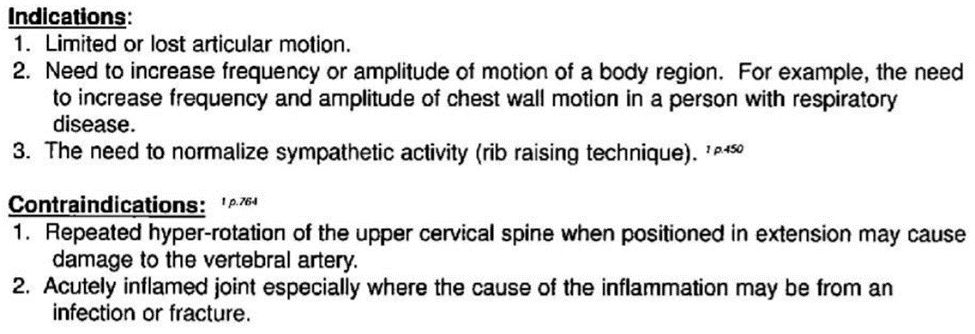 Indications:
1. Limited or lost articular motion.
2. Need to increase frequency or amplitude of motion of a body region. For example, the need
to increase frequency and amplitude of chest wall motion in a person with respiratory
disease.
3. The need to normalize sympathetic activity (rib raising technique). 1 p.450
Contraindications: 1 p.764
1. Repeated hyper-rotation of the upper cervical spine when positioned in extension may cause
damage to the vertebral artery.
2. Acutely inflamed joint especially where the cause of the inflammation may be from an
infection or fracture.